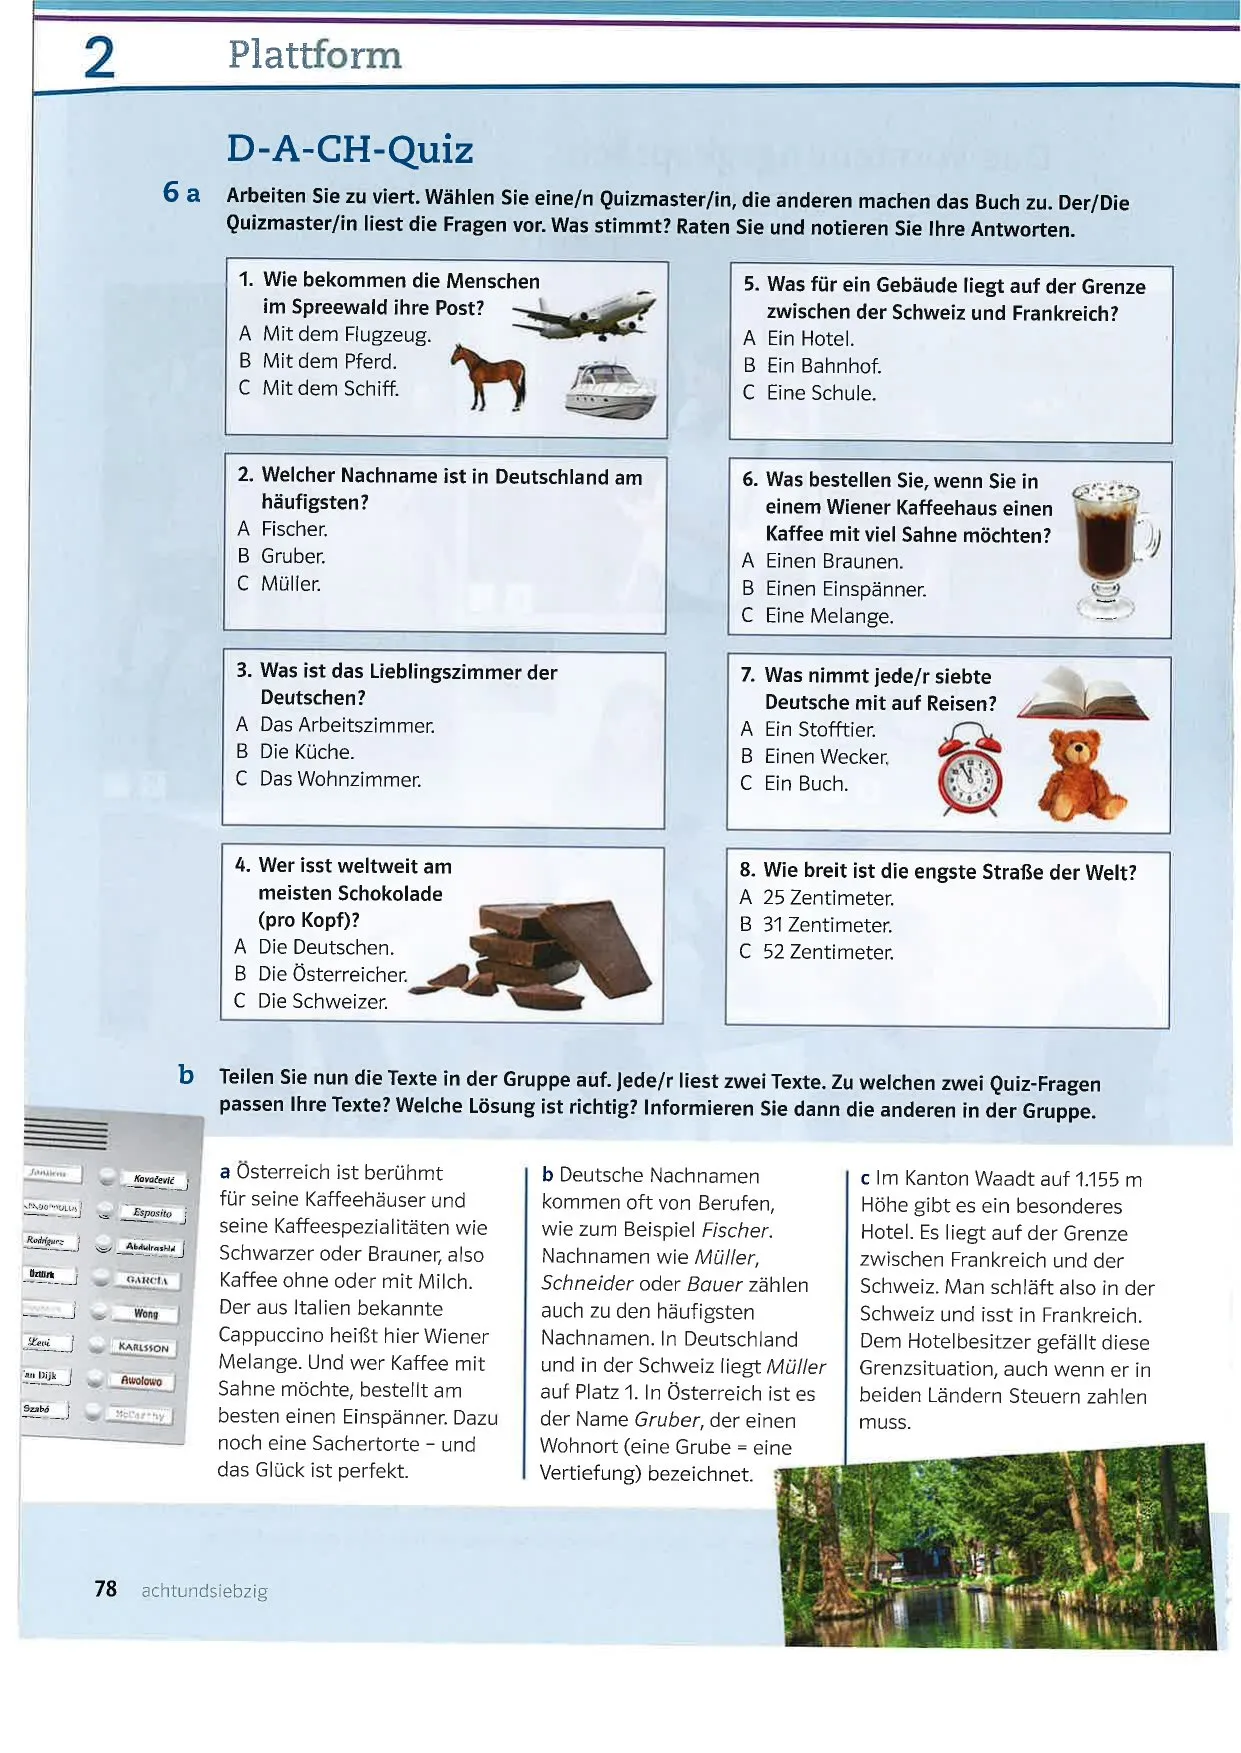 2
Plattform
D-A-CH-Quiz
6 a Arbeiten Sie zu viert. Wählen Sie eine/n Quizmaster/in, die anderen machen das Buch zu. Der/Die
Quizmaster/in liest die Fragen vor. Was stimmt? Raten Sie und notieren Sie Ihre Antworten.
1. Wie bekommen die Menschen
im Spreewald ihre Post?
A Mit dem Flugzeug.
B Mit dem Pferd.
C Mit dem Schiff.
2. Welcher Nachname ist in Deutschland am
häufigsten?
A Fischer.
B Gruber.
C Müller.
3. Was ist das Lieblingszimmer der
Deutschen?
A Das Arbeitszimmer.
B Die Küche.
C Das Wohnzimmer.
4. Wer isst weltweit am
meisten Schokolade
(pro Kopf)?
A Die Deutschen.
B Die Österreicher.
C Die Schweizer.
5. Was für ein Gebäude liegt auf der Grenze
zwischen der Schweiz und Frankreich?
A Ein Hotel.
B Ein Bahnhof.
C Eine Schule.
6. Was bestellen Sie, wenn Sie in
einem Wiener Kaffeehaus einen
Kaffee mit viel Sahne möchten?
A Einen Braunen.
B Einen Einspänner.
C Eine Melange.
7. Was nimmt jede/r siebte
Deutsche mit auf Reisen?
A Ein Stofftier.
B Einen Wecker.
C Ein Buch.
8. Wie breit ist die engste Straße der Welt?
A 25 Zentimeter.
B 31 Zentimeter.
C 52 Zentimeter.
b Teilen Sie nun die Texte in der Gruppe auf. Jede/r liest zwei Texte. Zu welchen zwei Quiz-Fragen
passen Ihre Texte? Welche Lösung ist richtig? Informieren Sie dann die anderen in der Gruppe.
Kovačević
Esposito
Rodríguez
Abdulrashid
Öztürk
GARCÍA
Wong
Levi
KARLSSON
an Dijk
Awolowo
Szabó
McCarthy
a Österreich ist berühmt
für seine Kaffeehäuser und
seine Kaffeespezialitäten wie
Schwarzer oder Brauner, also
Kaffee ohne oder mit Milch.
Der aus Italien bekannte
Cappuccino heißt hier Wiener
Melange. Und wer Kaffee mit
Sahne möchte, bestellt am
besten einen Einspänner. Dazu
noch eine Sachertorte – und
das Glück ist perfekt.
b Deutsche Nachnamen
kommen oft von Berufen,
wie zum Beispiel Fischer.
Nachnamen wie Müller,
Schneider oder Bauer zählen
auch zu den häufigsten
Nachnamen. In Deutschland
und in der Schweiz liegt Müller
auf Platz 1. In Österreich ist es
der Name Gruber, der einen
Wohnort (eine Grube = eine
Vertiefung) bezeichnet.
c Im Kanton Waadt auf 1.155 m
Höhe gibt es ein besonderes
Hotel. Es liegt auf der Grenze
zwischen Frankreich und der
Schweiz. Man schläft also in der
Schweiz und isst in Frankreich.
Dem Hotelbesitzer gefällt diese
Grenzsituation, auch wenn er in
beiden Ländern Steuern zahlen
muss.
78 achtundsiebzig